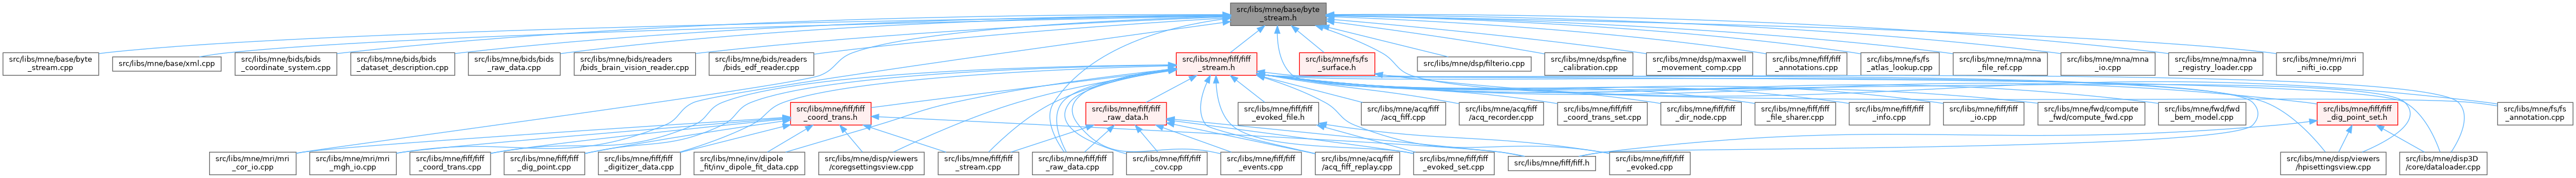 src/libs/mne/base/byte
_stream.h
src/libs/mne/base/byte
_stream.cpp
src/libs/mne/base/xml.cpp
src/libs/mne/bids/bids
_coordinate_system.cpp
src/libs/mne/bids/bids
_dataset_description.cpp
src/libs/mne/bids/bids
_raw_data.cpp
src/libs/mne/bids/readers
/bids_brain_vision_reader.cpp
src/libs/mne/bids/readers
/bids_edf_reader.cpp
src/libs/mne/fiff/fiff
_stream.h
src/libs/mne/fs/fs
_surface.h
src/libs/mne/dsp/filterio.cpp
src/libs/mne/dsp/fine
_calibration.cpp
src/libs/mne/dsp/maxwell
_movement_comp.cpp
src/libs/mne/fiff/fiff
_annotations.cpp
src/libs/mne/fs/fs
_atlas_lookup.cpp
src/libs/mne/mna/mna
_file_ref.cpp
src/libs/mne/mna/mna
_io.cpp
src/libs/mne/mna/mna
_registry_loader.cpp
src/libs/mne/mri/mri
_nifti_io.cpp
src/libs/mne/fiff/fiff
_coord_trans.h
src/libs/mne/fiff/fiff
_raw_data.h
src/libs/mne/fiff/fiff
_evoked_file.h
src/libs/mne/acq/fiff
/acq_fiff.cpp
src/libs/mne/acq/fiff
/acq_recorder.cpp
src/libs/mne/fiff/fiff
_coord_trans_set.cpp
src/libs/mne/fiff/fiff
_dir_node.cpp
src/libs/mne/fiff/fiff
_file_sharer.cpp
src/libs/mne/fiff/fiff
_info.cpp
src/libs/mne/fiff/fiff
_io.cpp
src/libs/mne/fwd/compute
_fwd/compute_fwd.cpp
src/libs/mne/fwd/fwd
_bem_model.cpp
src/libs/mne/fiff/fiff
_dig_point_set.h
src/libs/mne/fs/fs
_annotation.cpp
src/libs/mne/mri/mri
_cor_io.cpp
src/libs/mne/mri/mri
_mgh_io.cpp
src/libs/mne/fiff/fiff
_coord_trans.cpp
src/libs/mne/fiff/fiff
_dig_point.cpp
src/libs/mne/fiff/fiff
_digitizer_data.cpp
src/libs/mne/inv/dipole
_fit/inv_dipole_fit_data.cpp
src/libs/mne/disp/viewers
/coregsettingsview.cpp
src/libs/mne/fiff/fiff
_stream.cpp
src/libs/mne/fiff/fiff
_raw_data.cpp
src/libs/mne/fiff/fiff
_cov.cpp
src/libs/mne/fiff/fiff
_events.cpp
src/libs/mne/acq/fiff
/acq_fiff_replay.cpp
src/libs/mne/fiff/fiff
_evoked_set.cpp
src/libs/mne/fiff/fiff.h
src/libs/mne/fiff/fiff
_evoked.cpp
src/libs/mne/disp/viewers
/hpisettingsview.cpp
src/libs/mne/disp3D
/core/dataloader.cpp